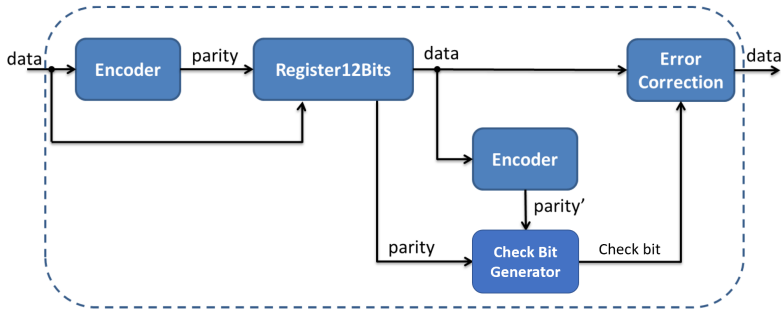 data
Encoder
parity
Register12Bits
data
Error
Correction
data
Encoder
parity’
parity
Check Bit
Generator
Check bit